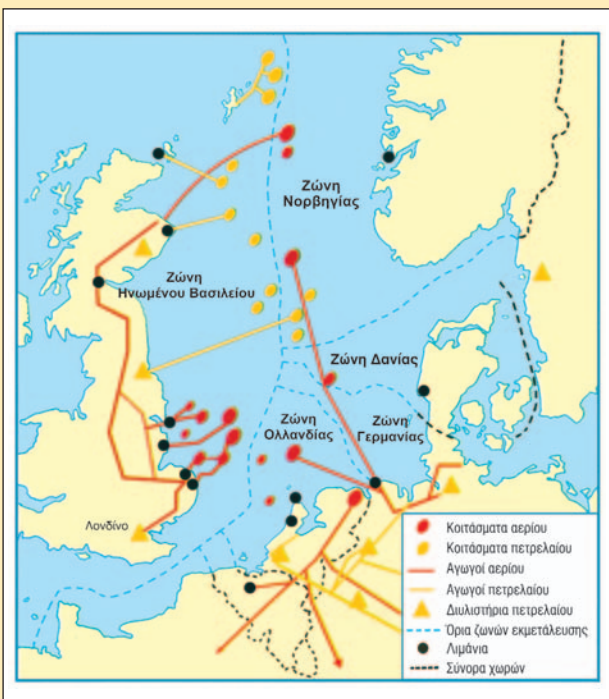 Ζώνη
Νορβηγίας
Ζώνη
Ηνωμένου Βασιλείου
Ζώνη Δανίας
Ζώνη
Ολλανδίας
Ζώνη
Γερμανίας
Λονδίνο
Κοιτάσματα αερίου
Κοιτάσματα πετρελαίου
Αγωγοί αερίου
Αγωγοί πετρελαίου
Διυλιστήρια πετρελαίου
Όρια ζωνών εκμετάλευσης
Λιμάνια
Σύνορα χωρών